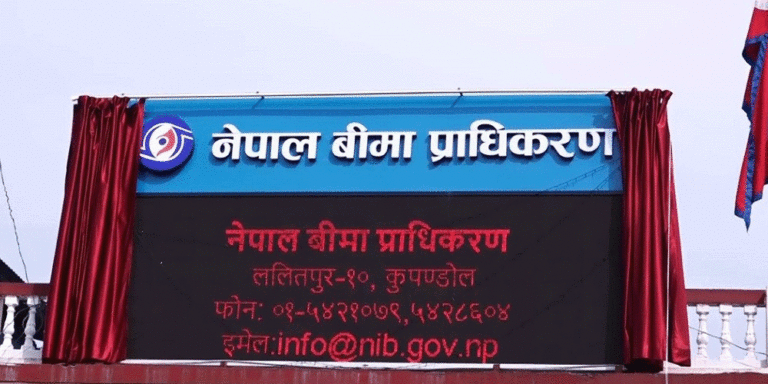 नेपाल बीमा प्राधिकरण
नेपाल बीमा प्राधिकरण
ललितपुर-१०, कुपण्डोल
फोन: ०१-५४२१०७९,५४२८६०४
इमेल:info@nib.gov.np